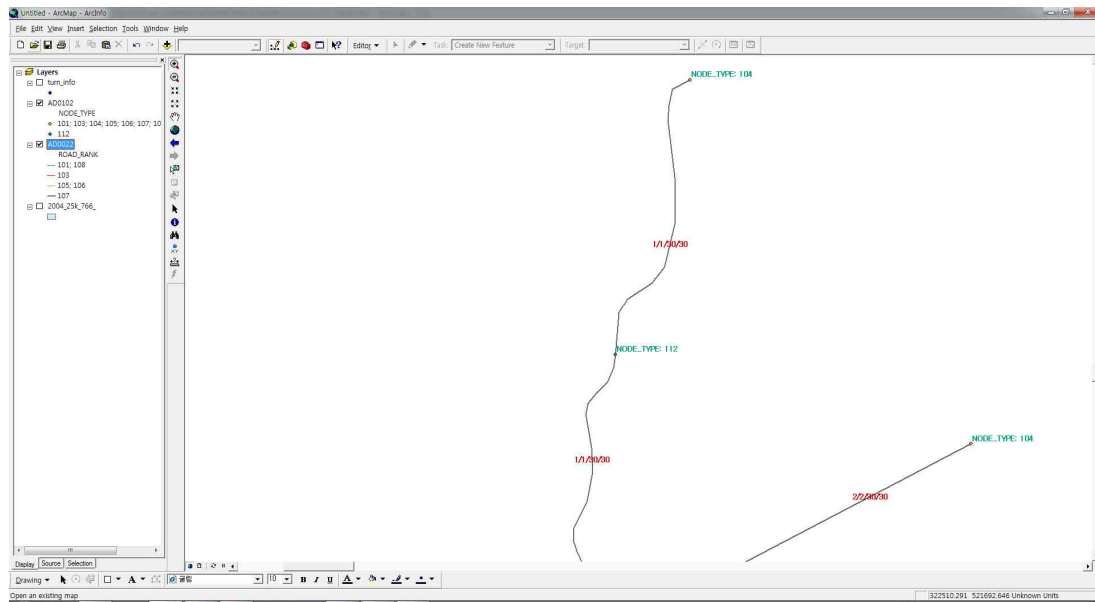 Untitled - ArcMap - ArcInfo
File Edit View Insert Selection Tools Window Help
Editor Task: Create New Feature Target:
Layers
turn_info
AD0102
NODE_TYPE
101; 103; 104; 105; 106; 107; 10
112
AD0022
ROAD_RANK
101; 108
103
105; 106
107
2004_25k_766_
NODE_TYPE: 104
1/1/30/30
NODE_TYPE: 112
1/1/30/30
NODE_TYPE: 104
2/2/30/30
Display Source Selection
Drawing A 굴림 10 B I U A
Open an existing map
322510.291 521692.646 Unknown Units